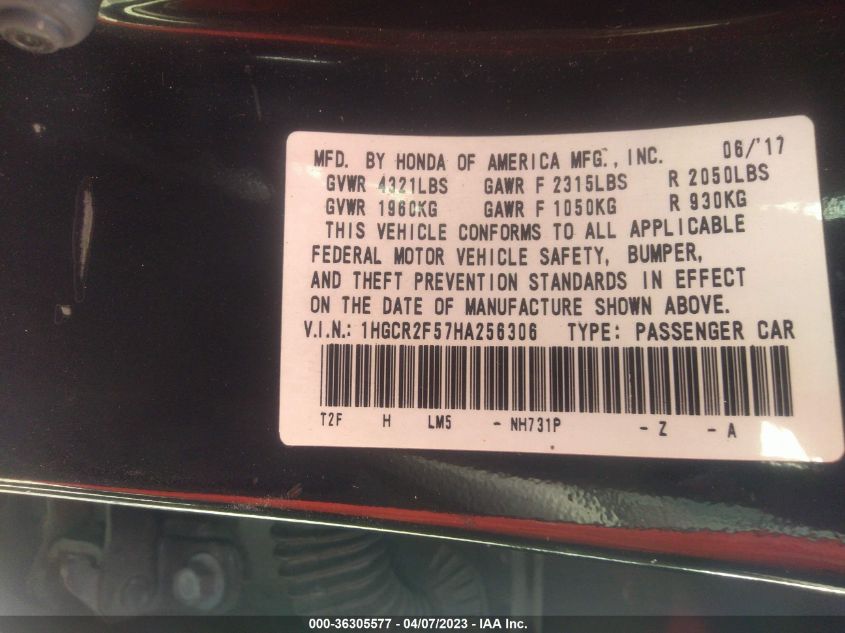 MFD. BY HONDA OF AMERICA MFG., INC. 06/'17
GVWR 4321LBS GAWR F 2315LBS R 2050LBS
GVWR 1960KG GAWR F 1050KG R 930KG
THIS VEHICLE CONFORMS TO ALL APPLICABLE
FEDERAL MOTOR VEHICLE SAFETY, BUMPER,
AND THEFT PREVENTION STANDARDS IN EFFECT
ON THE DATE OF MANUFACTURE SHOWN ABOVE.
V.I.N.: 1HGCR2F57HA256306 TYPE: PASSENGER CAR
T2F H LM5 - NH731P - Z - A
000-36305577 - 04/07/2023 - IAA Inc.